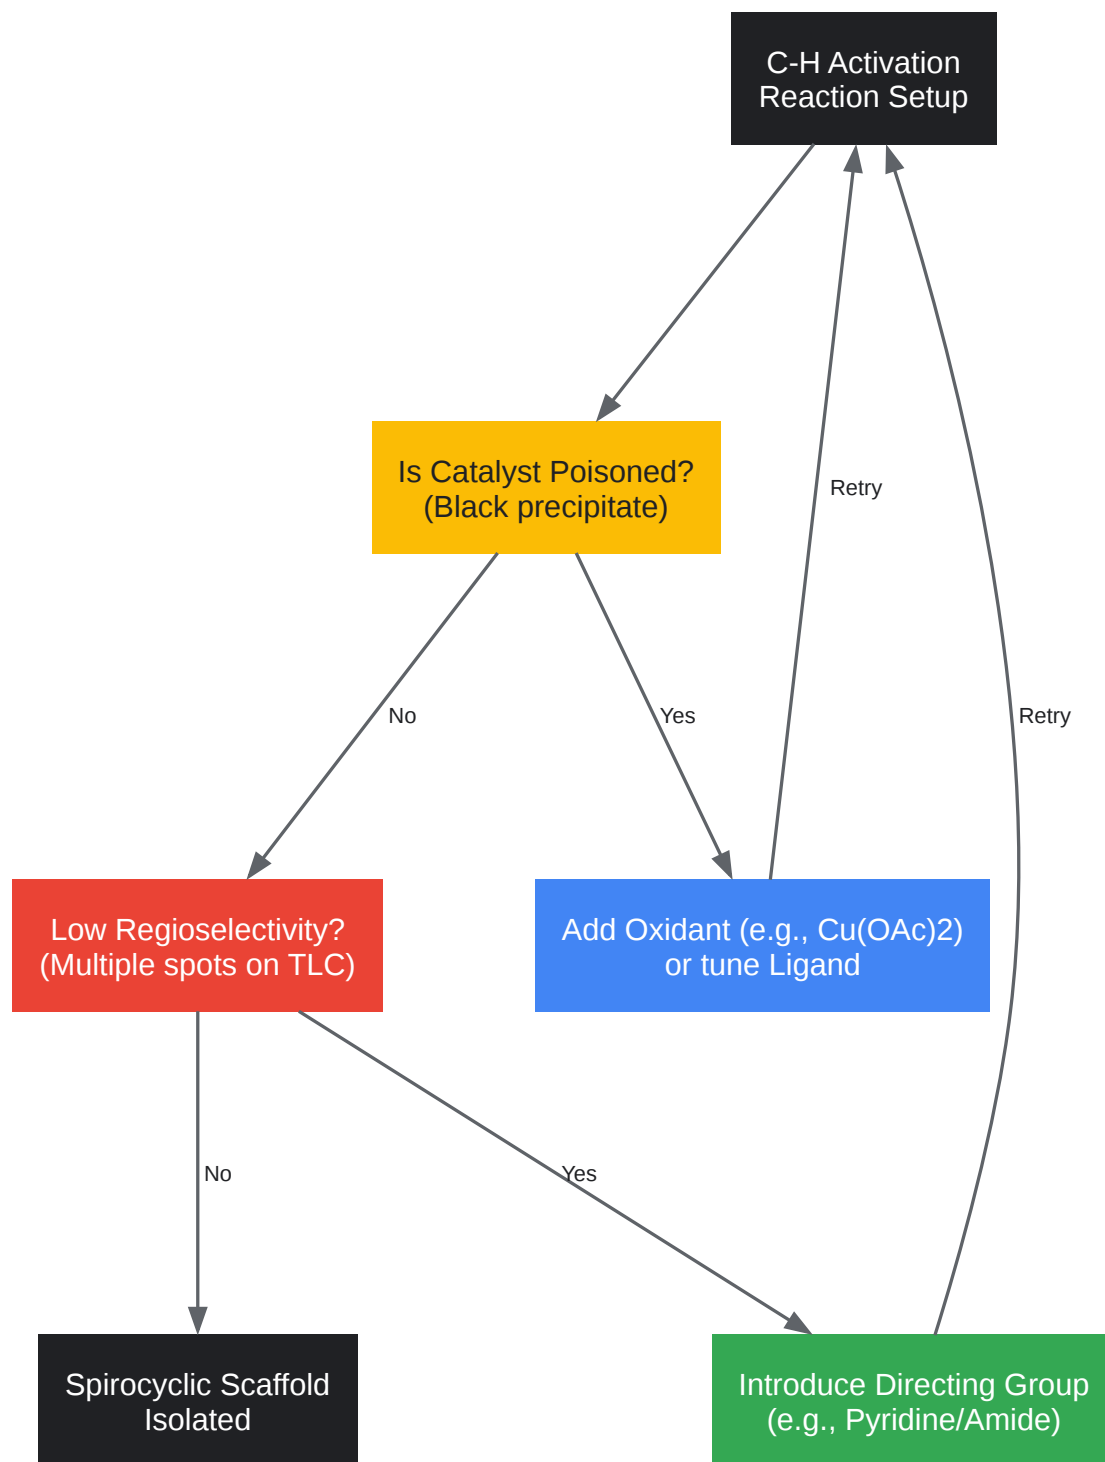 C-H Activation
Reaction Setup
Is Catalyst Poisoned?
(Black precipitate)
Retry
No
Yes
Retry
Low Regioselectivity?
(Multiple spots on TLC)
Add Oxidant (e.g., Cu(OAc)2)
or tune Ligand
No
Yes
Spirocyclic Scaffold
Isolated
Introduce Directing Group
(e.g., Pyridine/Amide)